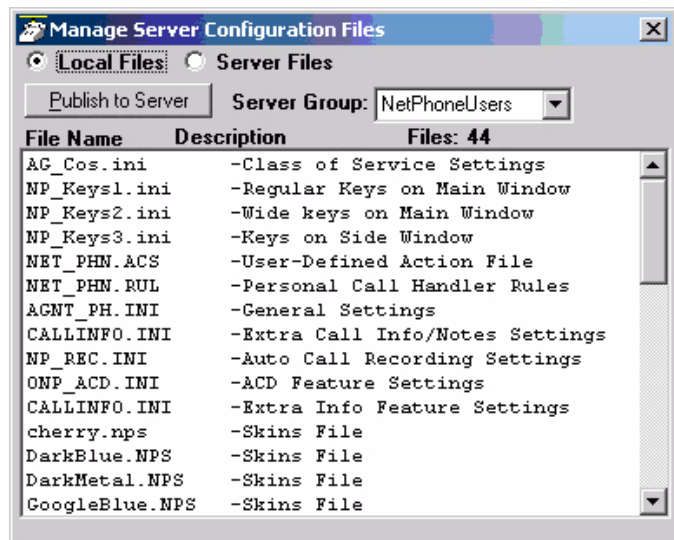 Manage Server Configuration Files
Local Files Server Files
Publish to Server Server Group: NetPhoneUsers
File Name Description Files: 44
AG_Cos.ini -Class of Service Settings
NP_Keys1.ini -Regular Keys on Main Window
NP_Keys2.ini -Wide keys on Main Window
NP_Keys3.ini -Keys on Side Window
NET_PHN.ACS -User-Defined Action File
NET_PHN.RUL -Personal Call Handler Rules
AGNT_PH.INI -General Settings
CALLINFO.INI -Extra Call Info/Notes Settings
NP_REC.INI -Auto Call Recording Settings
ONP_ACD.INI -ACD Feature Settings
CALLINFO.INI -Extra Info Feature Settings
cherry.nps -Skins File
DarkBlue.NPS -Skins File
DarkMetal.NPS -Skins File
GoogleBlue.NPS -Skins File